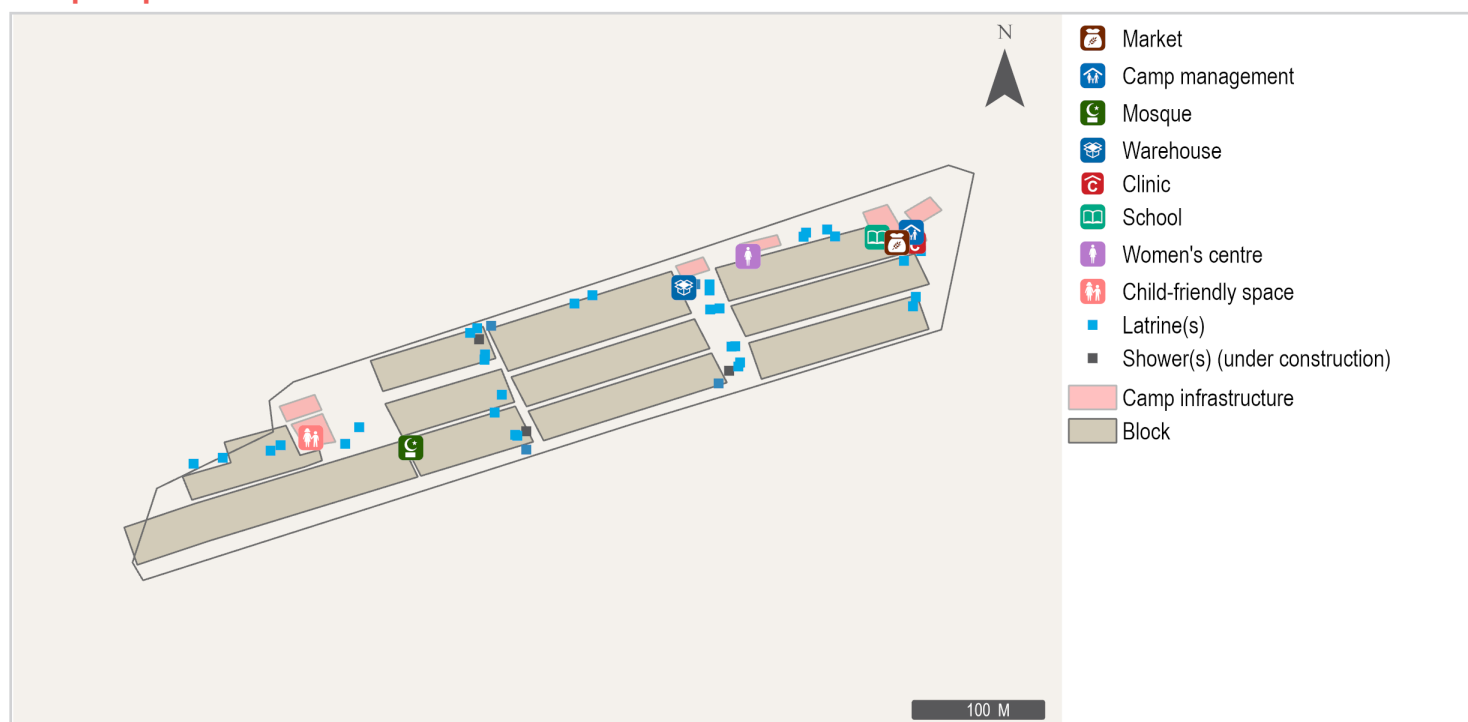 N
Market
Camp management
Mosque
Warehouse
Clinic
School
Women's centre
Child-friendly space
Latrine(s)
Shower(s) (under construction)
Camp infrastructure
Block
C
C
100 M